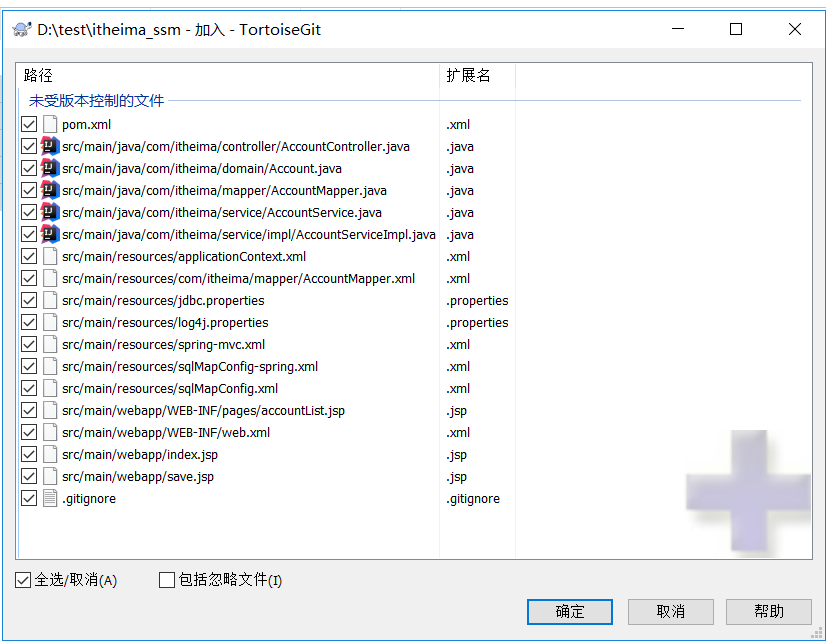 D:\test\itheima_ssm - 加入 - TortoiseGit
路径 扩展名
未受版本控制的文件
pom.xml .xml
src/main/java/com/itheima/controller/AccountController.java .java
src/main/java/com/itheima/domain/Account.java .java
src/main/java/com/itheima/mapper/AccountMapper.java .java
src/main/java/com/itheima/service/AccountService.java .java
src/main/java/com/itheima/service/impl/AccountServiceImpl.java .java
src/main/resources/applicationContext.xml .xml
src/main/resources/com/itheima/mapper/AccountMapper.xml .xml
src/main/resources/jdbc.properties .properties
src/main/resources/log4j.properties .properties
src/main/resources/spring-mvc.xml .xml
src/main/resources/sqlMapConfig-spring.xml .xml
src/main/resources/sqlMapConfig.xml .xml
src/main/webapp/WEB-INF/pages/accountList.jsp .jsp
src/main/webapp/WEB-INF/web.xml .xml
src/main/webapp/index.jsp .jsp
src/main/webapp/save.jsp .jsp
.gitignore .gitignore
全选/取消(A) 包括忽略文件(I)
确定 取消 帮助